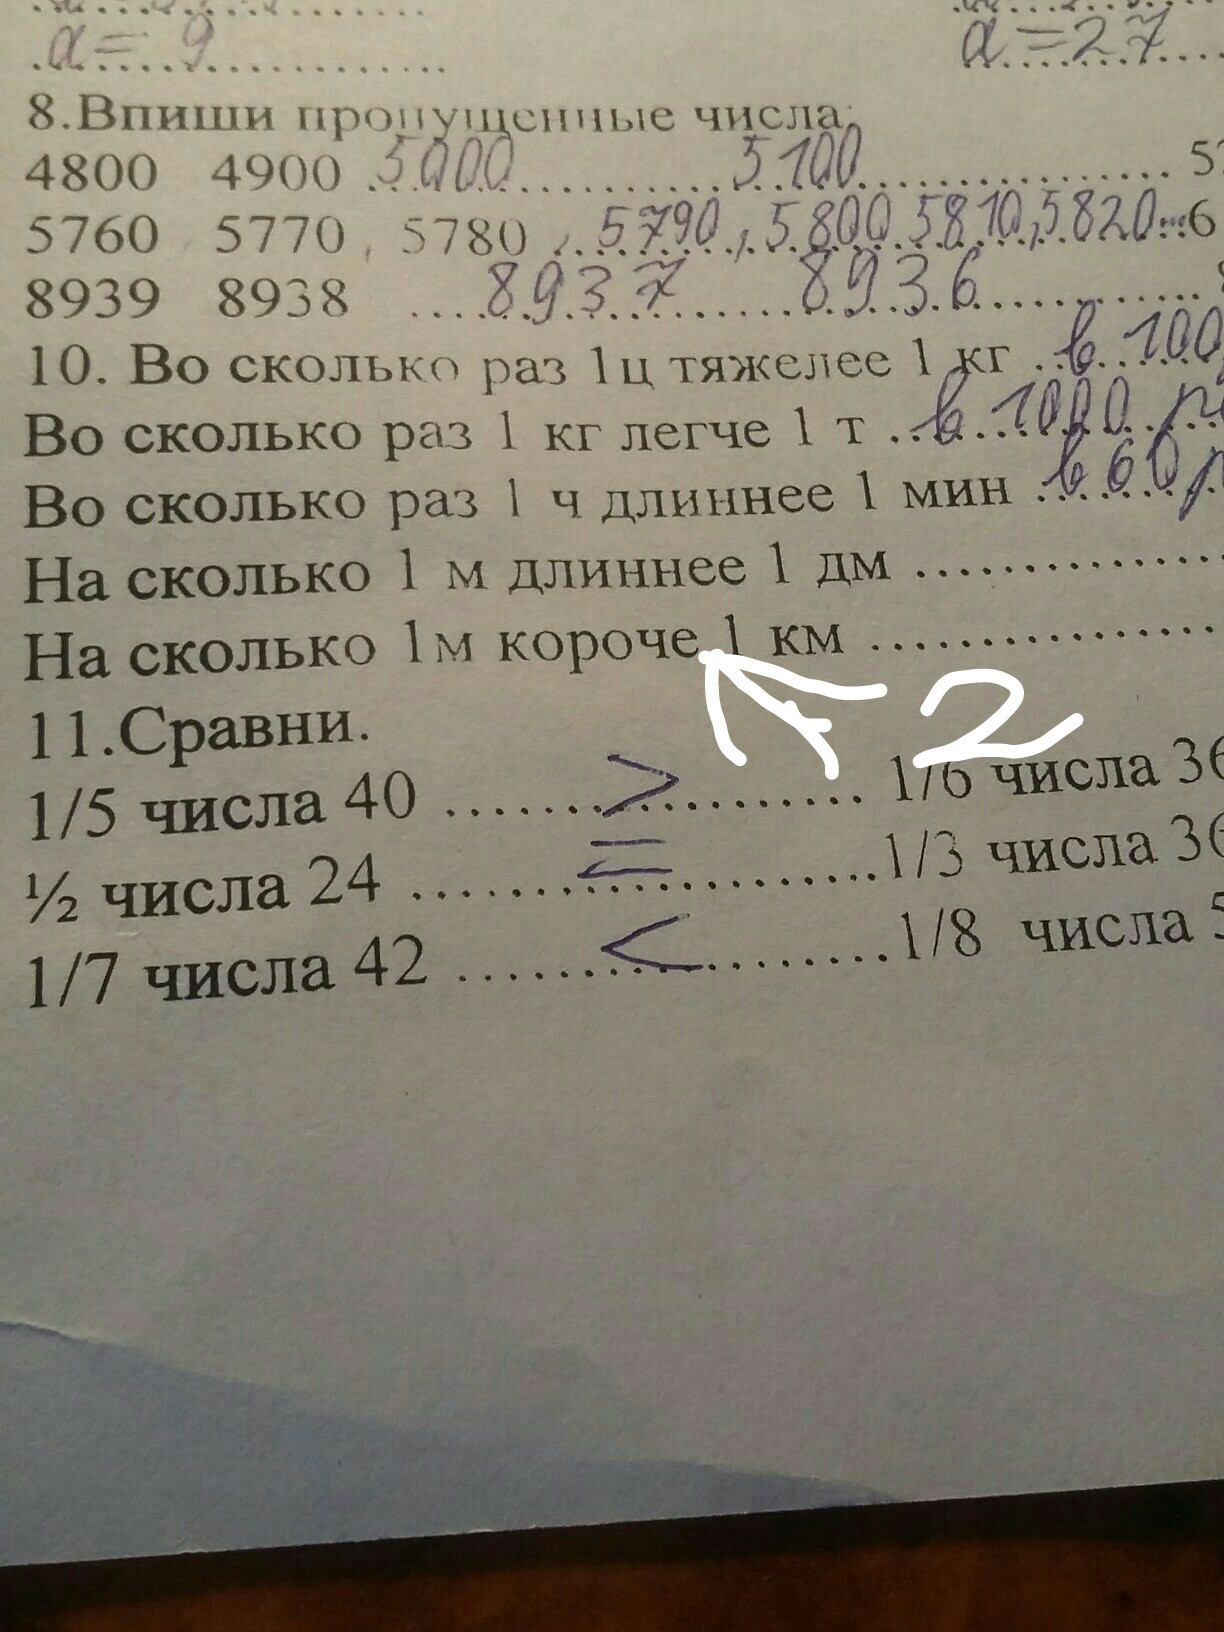 a = 9 a = 27
8.Впиши пропущенные числа:
4800 4900 5000 5100
5760 5770, 5780, 5790, 5800 5810, 5820 ... 6
8939 8938 .... 8937 8936
10. Во сколько раз 1ц тяжелее 1 кг .. в 100
Во сколько раз 1 кг легче 1 т .. в 1000
Во сколько раз 1 ч длиннее 1 мин ... в 60 р
На сколько 1 м длиннее 1 дм ...............
На сколько 1м короче 1 км ..................
2
11.Сравни.
1/5 числа 40 ........ > ........ 1/6 числа 36
½ числа 24 ........ = ........ 1/3 числа 36
1/7 числа 42 ........ < ........ 1/8 числа 5